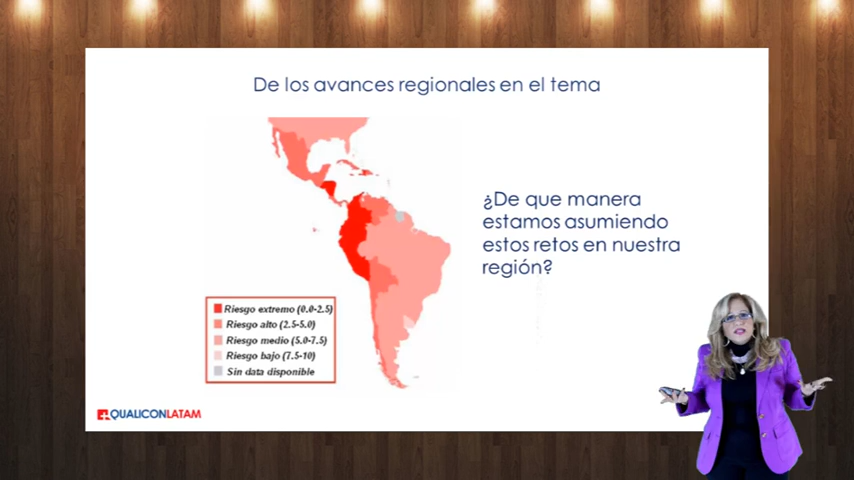 De los avances regionales en el tema
¿De que manera
estamos asumiendo
estos retos en nuestra
región?
Riesgo extremo (0.0-2.5)
Riesgo alto (2.5-5.0)
Riesgo medio (5.0-7.5)
Riesgo bajo (7.5-10)
Sin data disponible
QUALICONLATAM